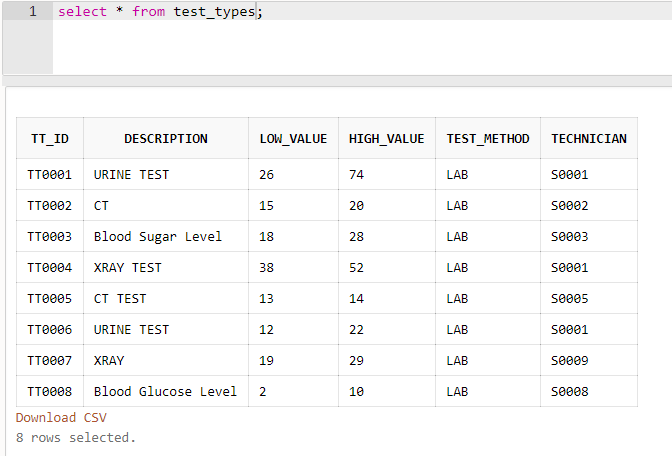 1 select * from test_types;
TT_ID DESCRIPTION LOW_VALUE HIGH_VALUE TEST_METHOD TECHNICIAN
TT0001 URINE TEST 26 74 LAB S0001
TT0002 CT 15 20 LAB S0002
TT0003 Blood Sugar Level 18 28 LAB S0003
TT0004 XRAY TEST 38 52 LAB S0001
TT0005 CT TEST 13 14 LAB S0005
TT0006 URINE TEST 12 22 LAB S0001
TT0007 XRAY 19 29 LAB S0009
TT0008 Blood Glucose Level 2 10 LAB S0008
Download CSV
8 rows selected.